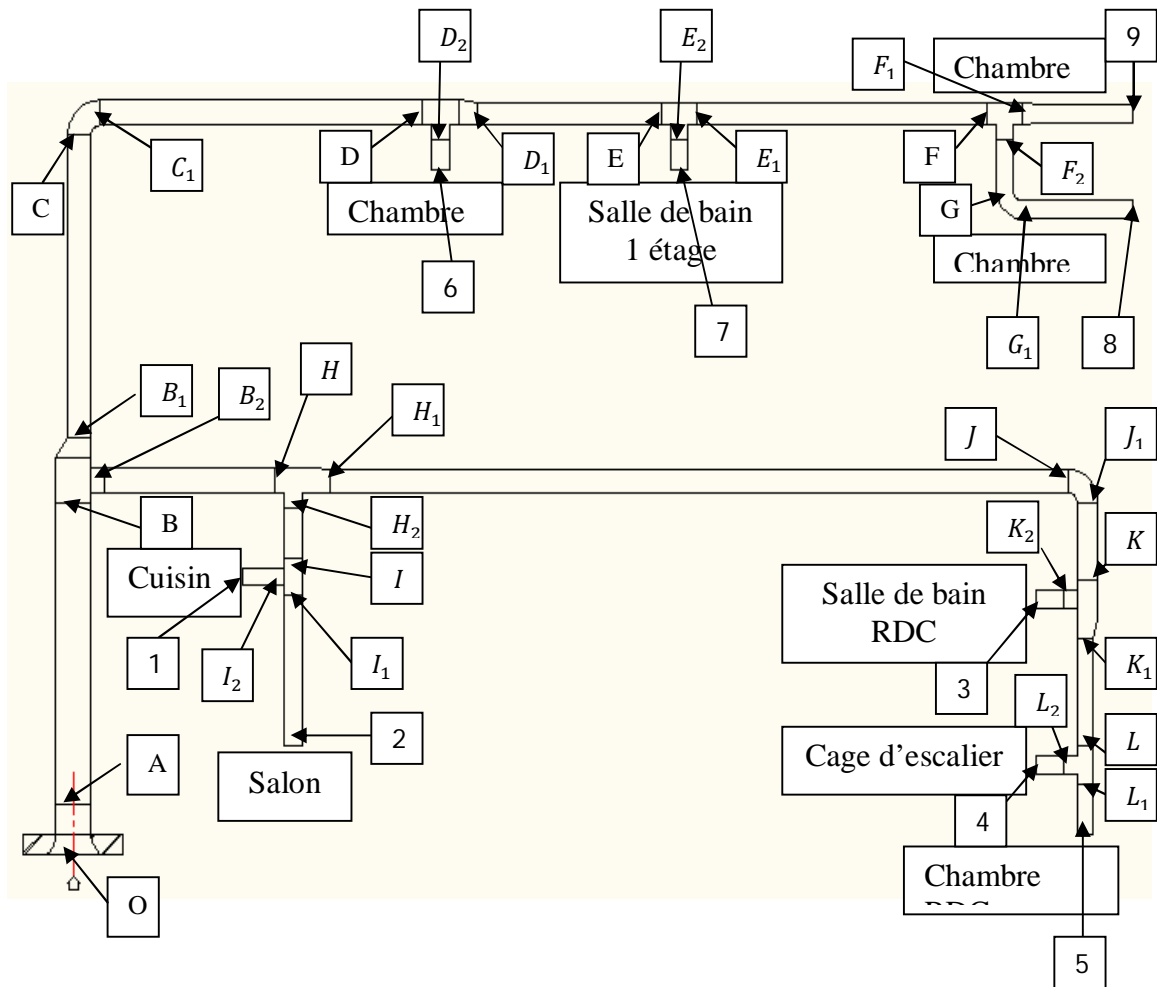 D₂
E₂
F₁
Chambre
9
C
C₁
D
D₁
E
E₁
F
F₂
G
Chambre
Salle de bain
1 étage
Chambre
6
7
G₁
8
B₁
B₂
H
H₁
J
J₁
B
H₂
K₂
K
Cuisin
I
Salle de bain
RDC
1
I₂
I₁
3
K₁
2
L₂
L
Cage d'escalier
A
Salon
4
L₁
O
Chambre
5